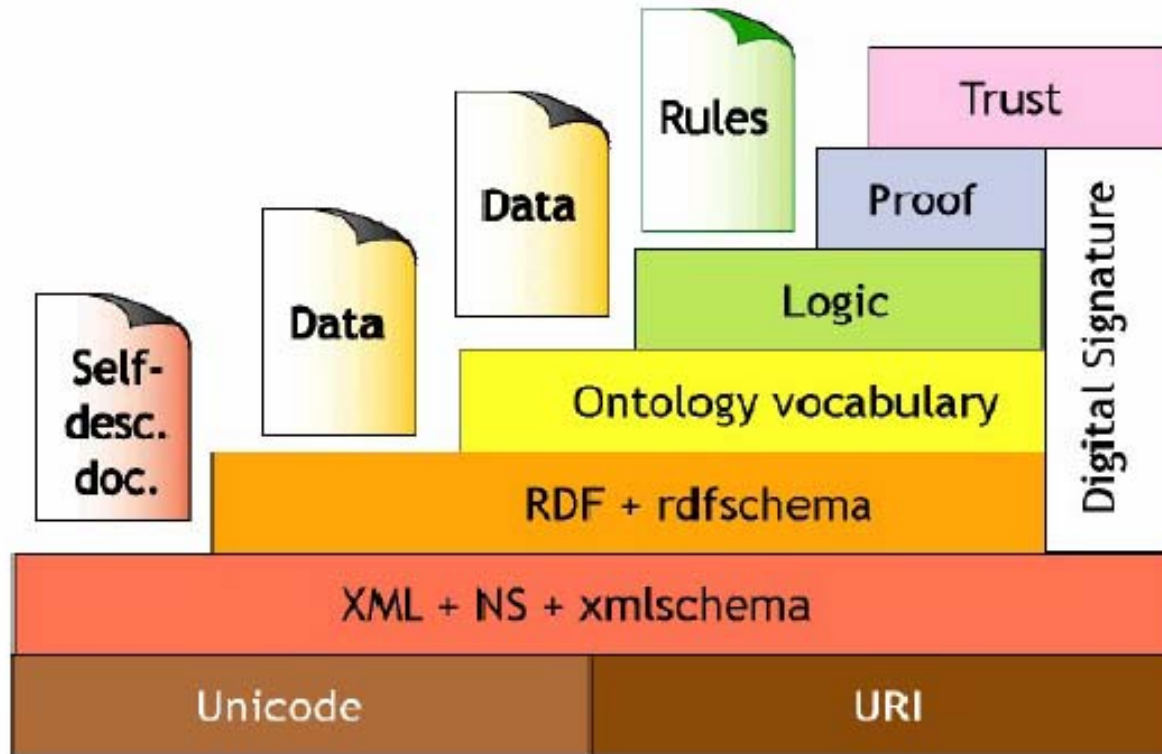 Rules
Trust
Data
Proof
Data
Logic
Self-
desc.
doc.
Ontology vocabulary
Digital Signature
RDF + rdfschema
XML + NS + xmlschema
Unicode
URI